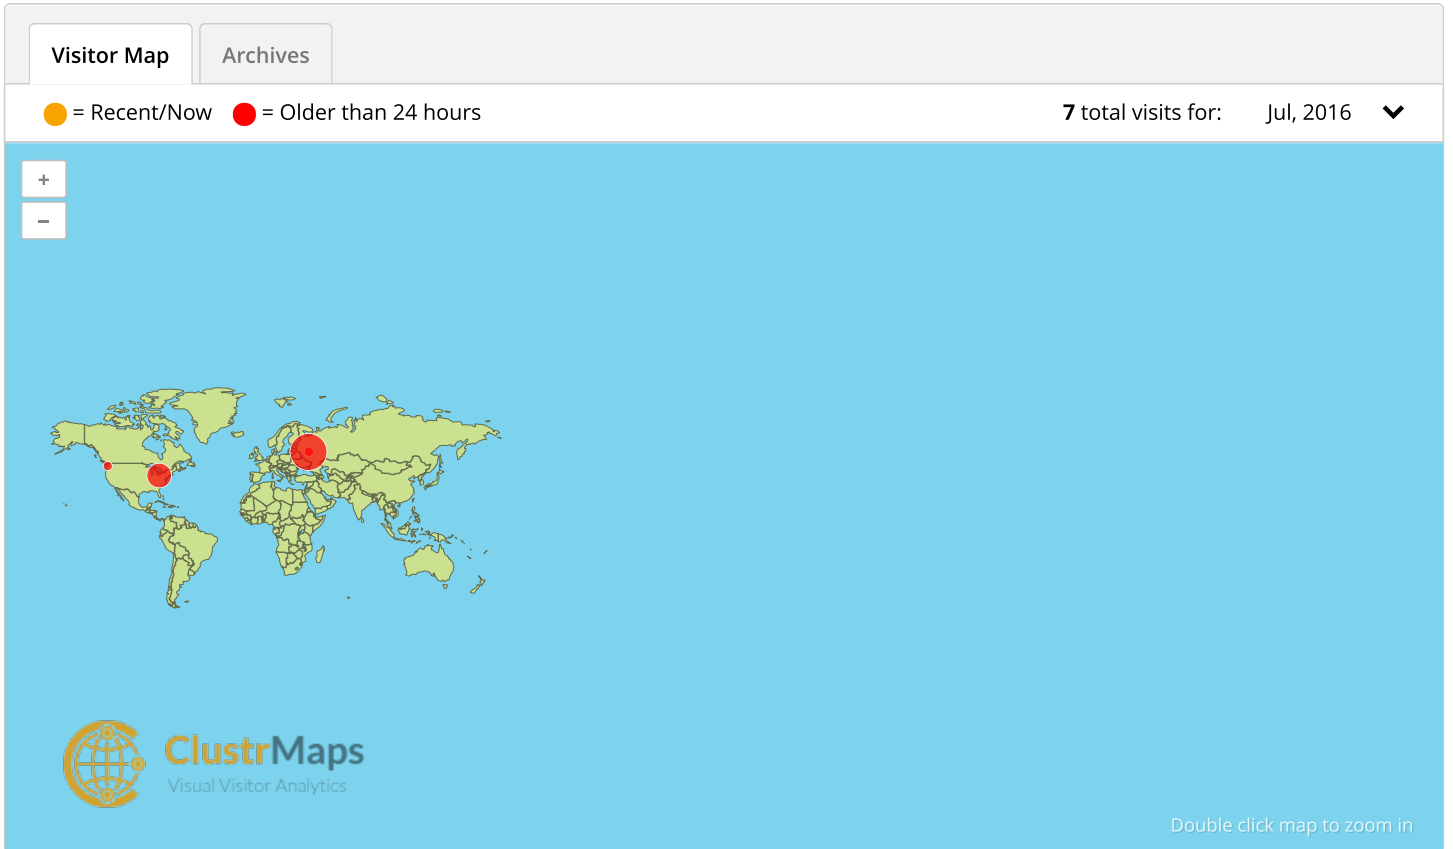 Visitor Map Archives
= Recent/Now = Older than 24 hours 7 total visits for: Jul, 2016
+
−
ClustrMaps
Visual Visitor Analytics
Double click map to zoom in